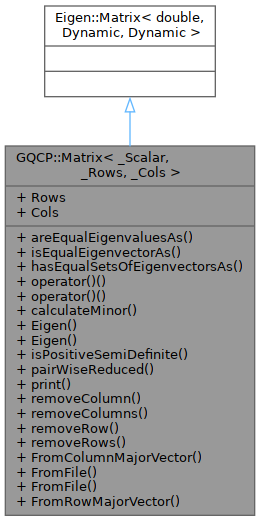 Eigen::Matrix< double,
Dynamic, Dynamic >
GQCP::Matrix< _Scalar,
_Rows, _Cols >
+ Rows
+ Cols
+ areEqualEigenvaluesAs()
+ isEqualEigenvectorAs()
+ hasEqualSetsOfEigenvectorsAs()
+ operator()()
+ operator()()
+ calculateMinor()
+ Eigen()
+ Eigen()
+ isPositiveSemiDefinite()
+ pairWiseReduced()
+ print()
+ removeColumn()
+ removeColumns()
+ removeRow()
+ removeRows()
+ FromColumnMajorVector()
+ FromFile()
+ FromFile()
+ FromRowMajorVector()